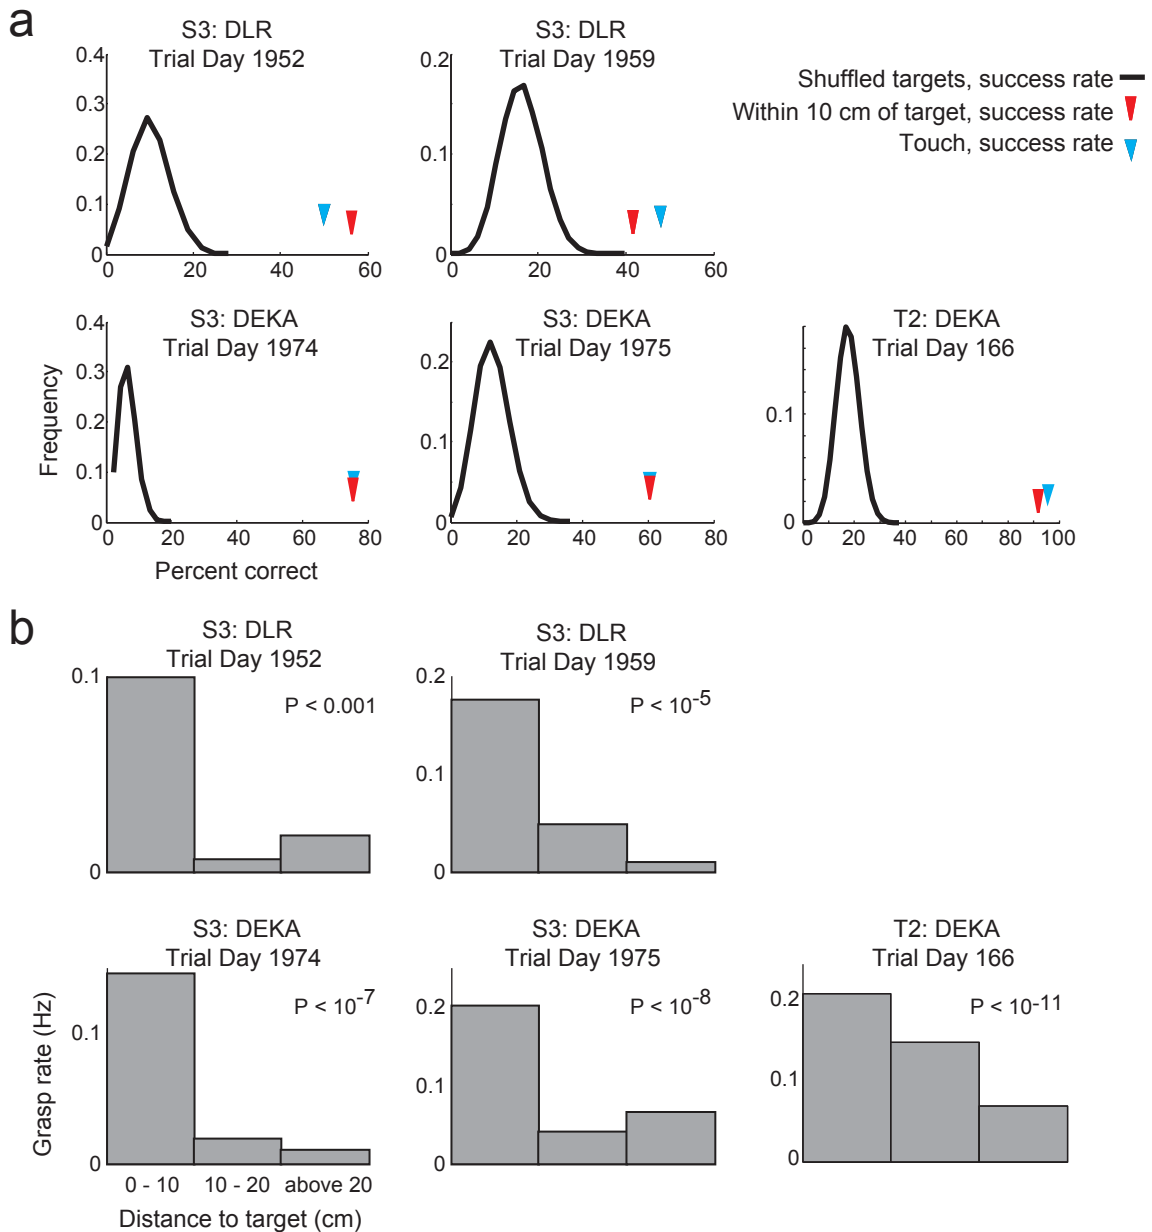 a
S3: DLR
Trial Day 1952
0.4
0.3
0.2
0.1
0
0 20 40 60
S3: DLR
Trial Day 1959
0.2
0.1
0
0 20 40 60
Shuffled targets, success rate
Within 10 cm of target, success rate
Touch, success rate
S3: DEKA
Trial Day 1974
Frequency
0.4
0.3
0.2
0.1
0
0 20 40 60 80
Percent correct
S3: DEKA
Trial Day 1975
0.2
0.1
0
0 20 40 60 80
T2: DEKA
Trial Day 166
0.1
0
0 20 40 60 80 100
b
S3: DLR
Trial Day 1952
0.1
0
P < 0.001
S3: DLR
Trial Day 1959
0.2
0.1
0
P < 10⁻⁵
S3: DEKA
Trial Day 1974
Grasp rate (Hz)
0.1
0
P < 10⁻⁷
0 - 10 10 - 20 above 20
Distance to target (cm)
S3: DEKA
Trial Day 1975
0.2
0.1
0
P < 10⁻⁸
T2: DEKA
Trial Day 166
0.2
0.1
0
P < 10⁻¹¹